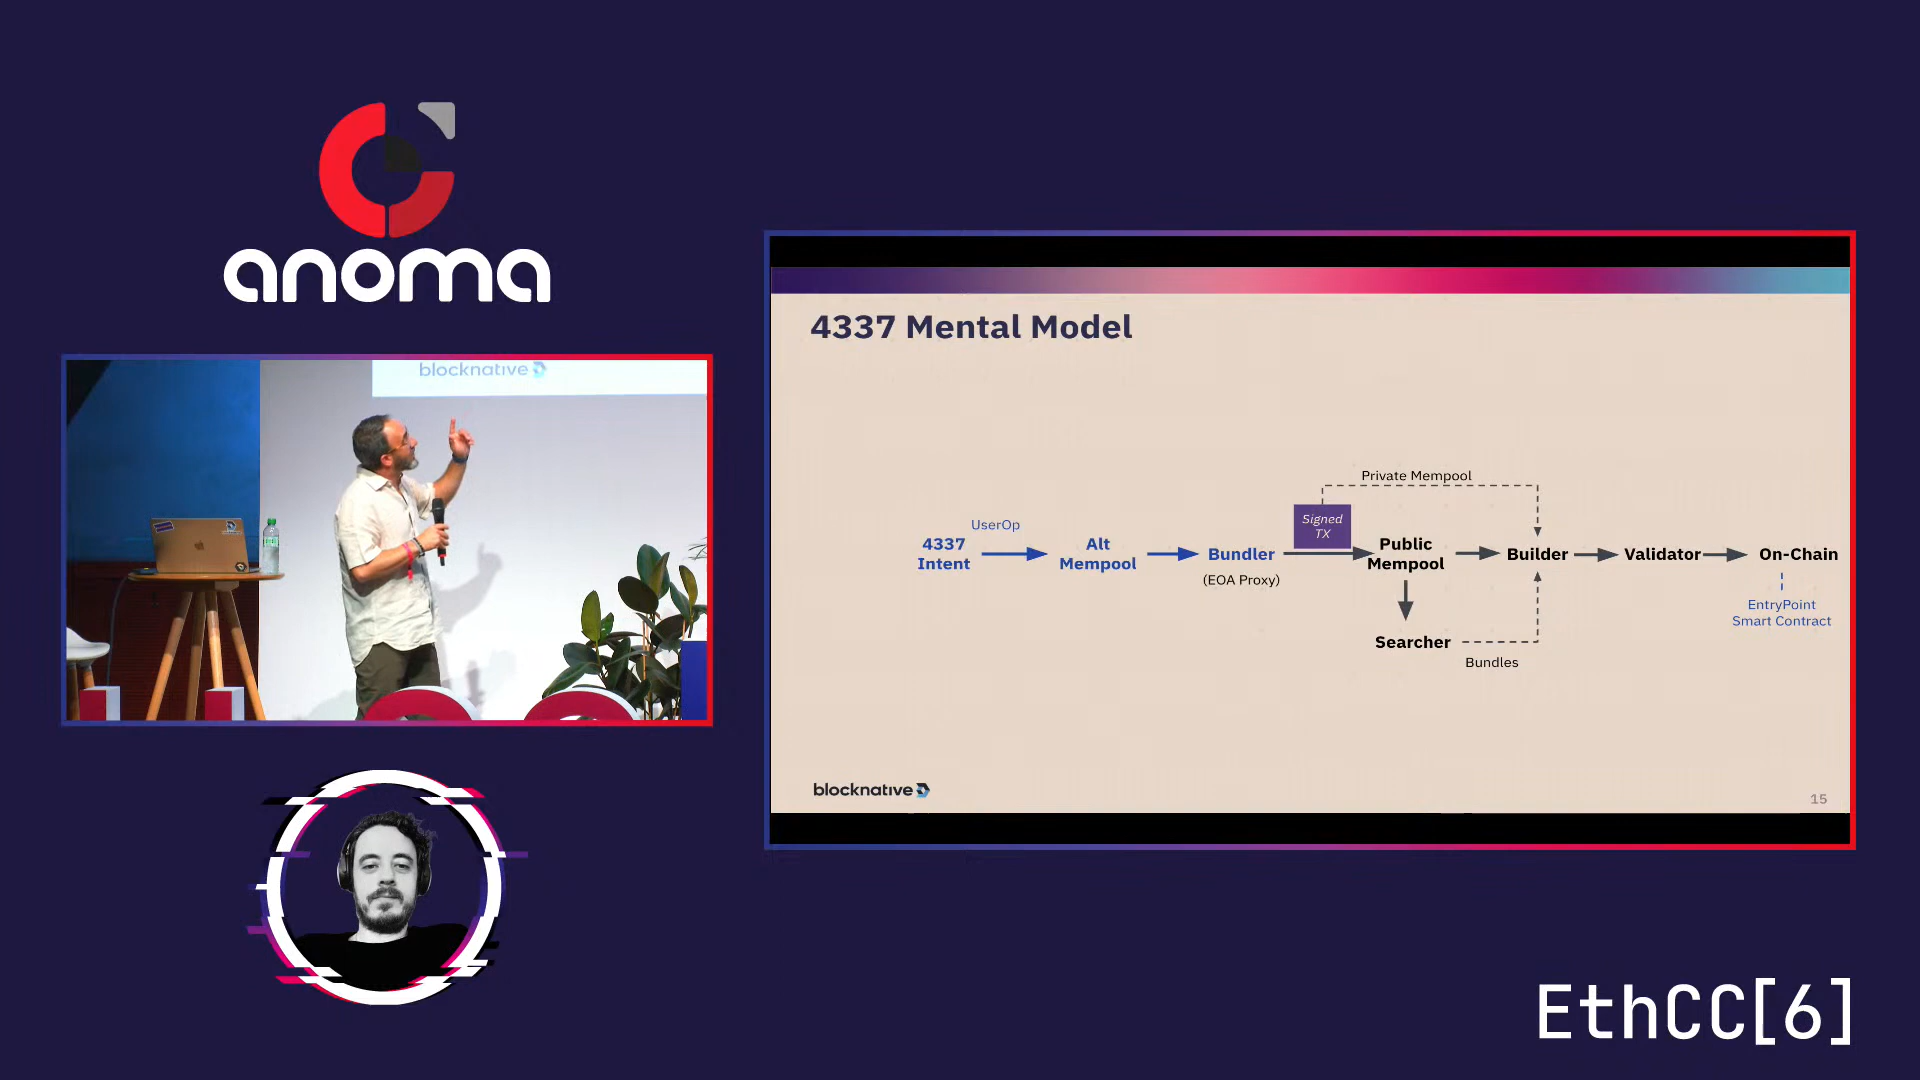 anoma
blocknative
4337 Mental Model
Private Mempool
Signed
TX
UserOp
4337
Intent
Alt
Mempool
Bundler
(EOA Proxy)
Public
Mempool
Builder
Validator
On-Chain
EntryPoint
Smart Contract
Searcher
Bundles
blocknative
15
EthCC[6]